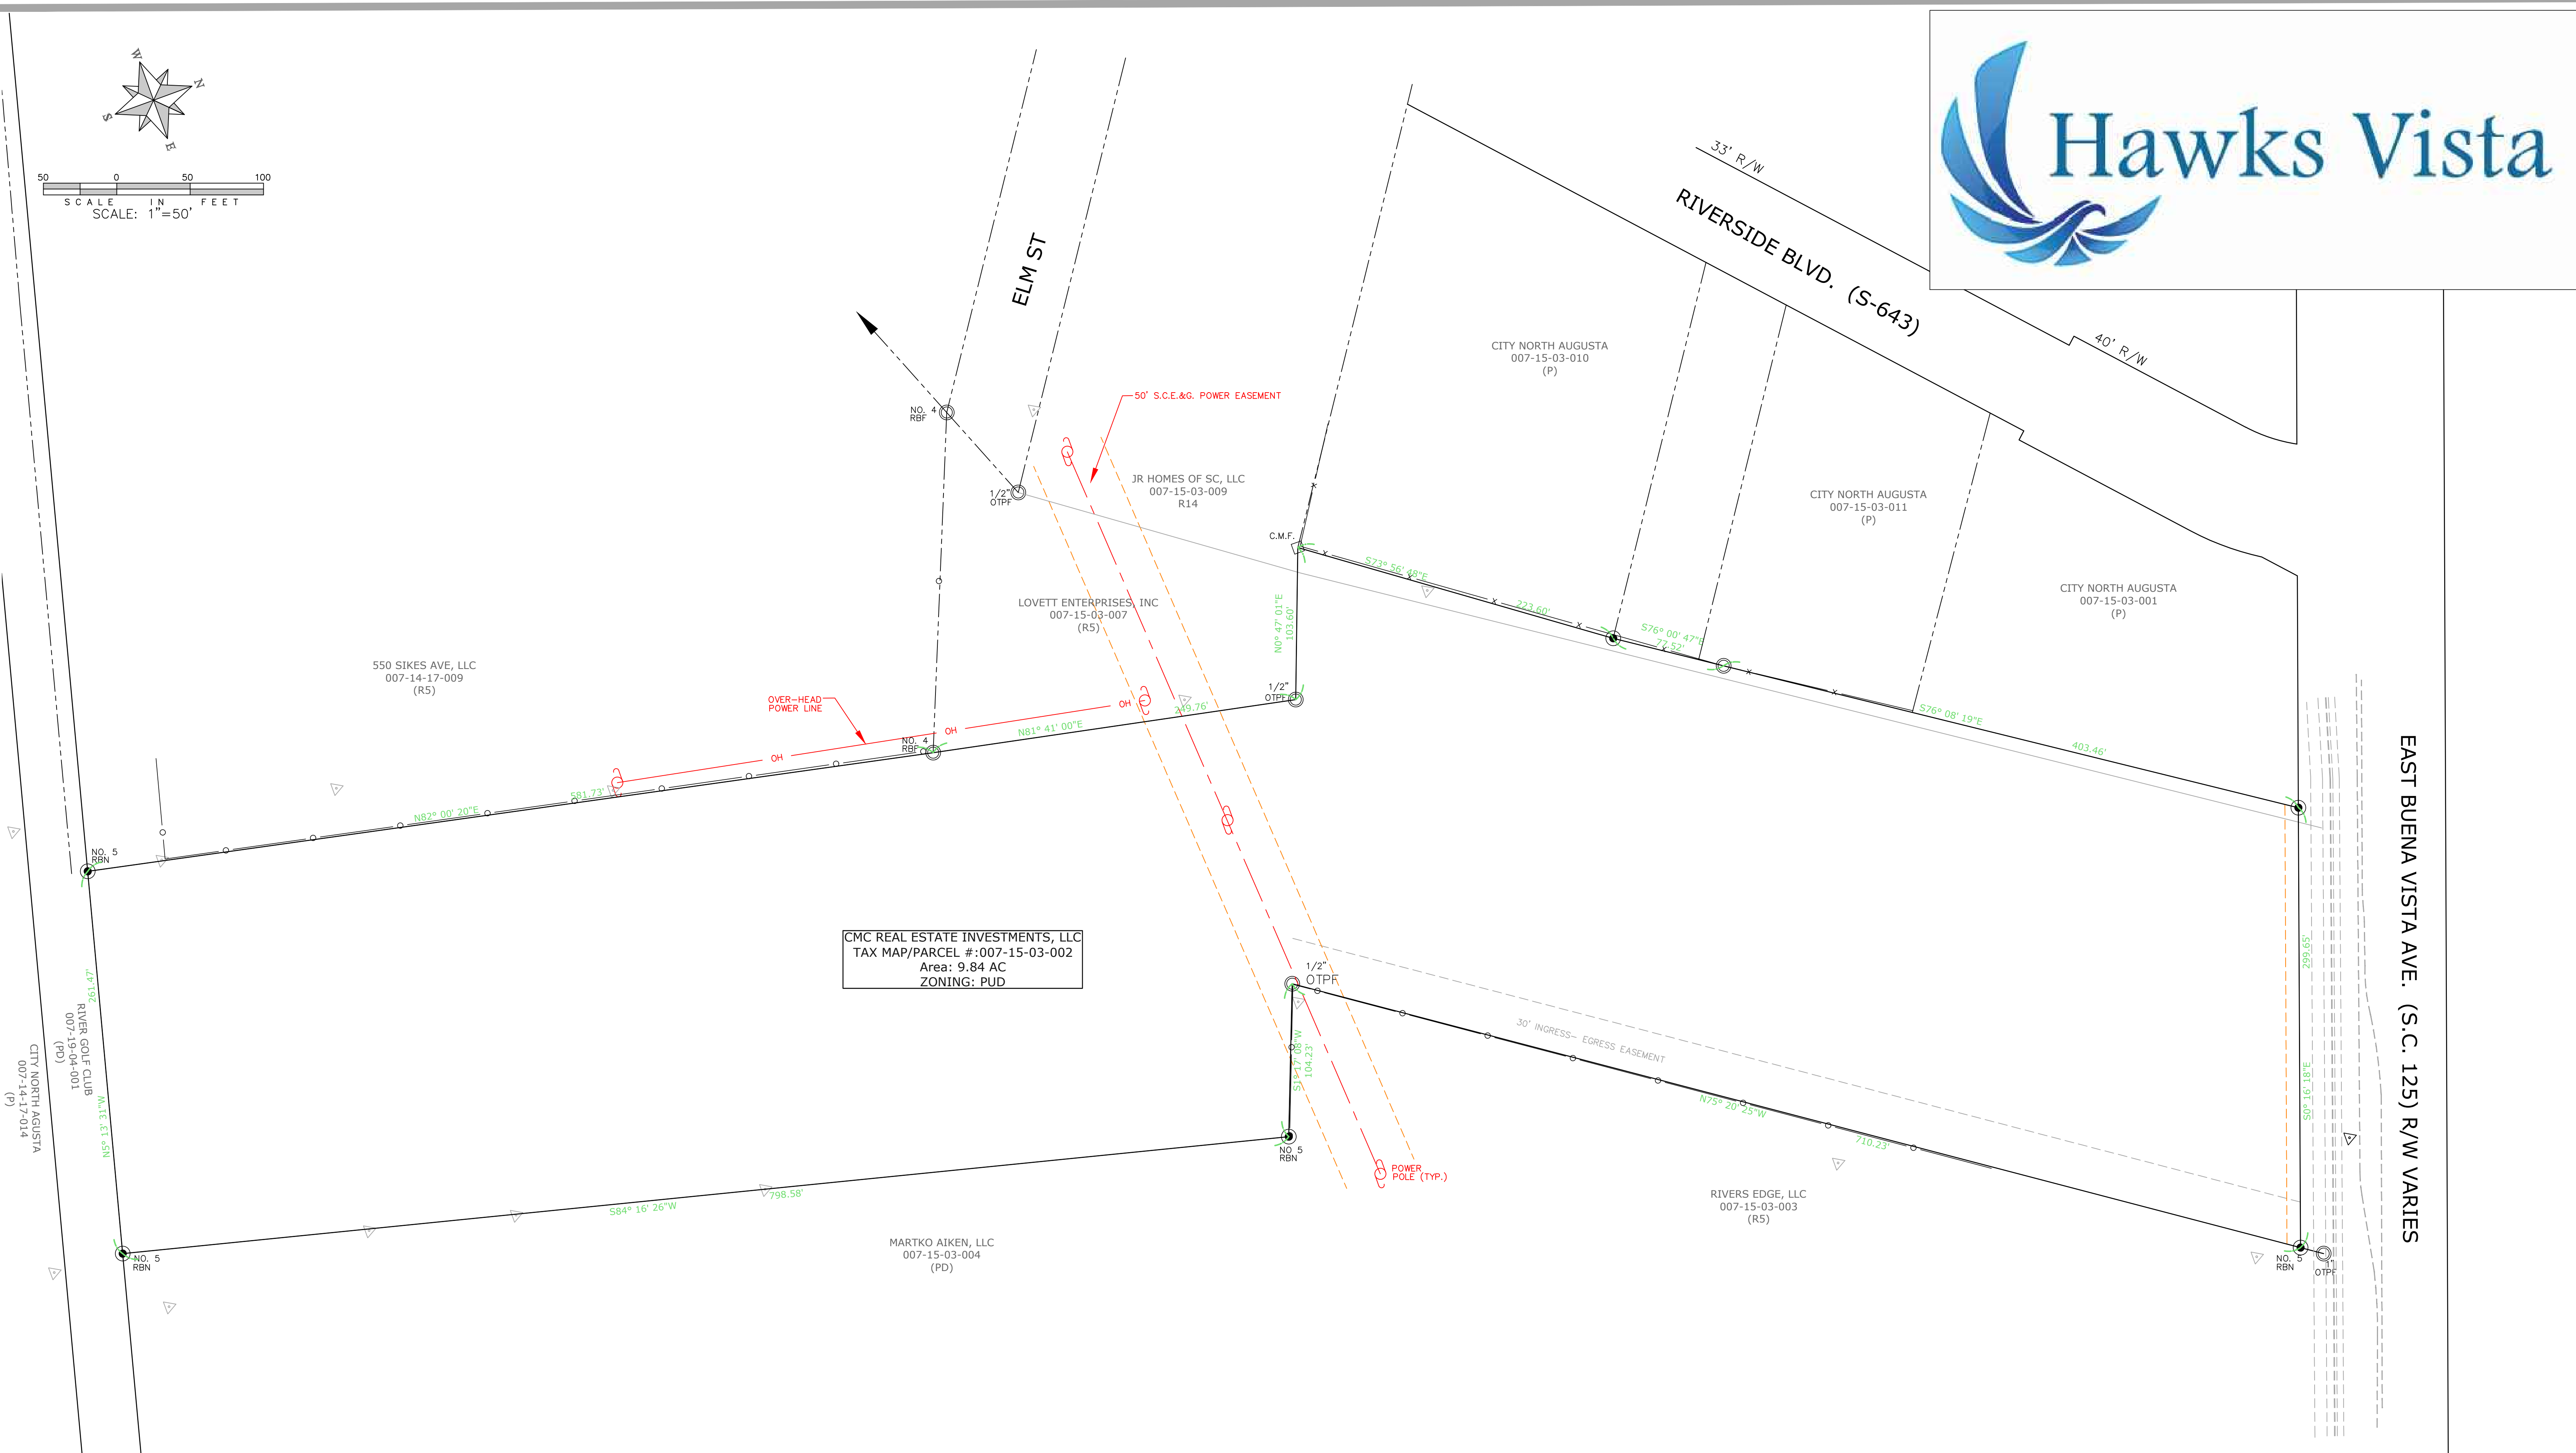 Hawks Vista
W
N
S
E
50 0 50 100
SCALE IN FEET
SCALE: 1"=50'
33' R/W
RIVERSIDE BLVD. (S-643)
40' R/W
ELM ST
CITY NORTH AUGUSTA
007-15-03-010
(P)
50' S.C.E.&G. POWER EASEMENT
NO. 4
RBF
JR HOMES OF SC, LLC
007-15-03-009
R14
1/2"
OTPF
CITY NORTH AUGUSTA
007-15-03-011
(P)
C.M.F.
S73° 56' 48"E
223.60'
S76° 00' 47"E
77.52'
CITY NORTH AUGUSTA
007-15-03-001
(P)
LOVETT ENTERPRISES, INC
007-15-03-007
(R5)
N0° 47' 01"E
103.60'
550 SIKES AVE, LLC
007-14-17-009
(R5)
OVER-HEAD
POWER LINE
1/2"
OTPF
OH
OH
OH
249.76'
N81° 41' 00"E
NO. 4
RBF
S76° 08' 19"E
403.46'
581.73'
N82° 00' 20"E
NO. 5
RBN
EAST BUENA VISTA AVE. (S.C. 125) R/W VARIES
CMC REAL ESTATE INVESTMENTS, LLC
TAX MAP/PARCEL #:007-15-03-002
Area: 9.84 AC
ZONING: PUD
1/2"
OTPF
299.65'
S0° 16' 18"E
261.47'
N5° 13' 31"W
RIVER GOLF CLUB
007-19-04-001
(PD)
CITY NORTH AGUSTA
007-14-17-014
(P)
30' INGRESS- EGRESS EASEMENT
S1° 17' 08"W
104.23'
N75° 20' 25"W
710.23'
NO 5
RBN
POWER
POLE (TYP.)
798.58'
S84° 16' 26"W
RIVERS EDGE, LLC
007-15-03-003
(R5)
MARTKO AIKEN, LLC
007-15-03-004
(PD)
NO. 5
RBN
NO. 5
RBN
1"
OTPF